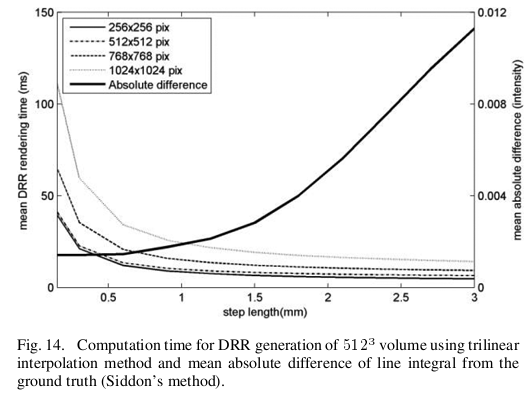 150
0.012
256x256 pix
512x512 pix
768x768 pix
1024x1024 pix
Absolute difference
mean DRR rendering time (ms)
100
0.008
mean absolute difference (intensity)
50
0.004
0
0
0.5
1
1.5
2
2.5
3
step length(mm)
Fig. 14. Computation time for DRR generation of 512³ volume using trilinear
interpolation method and mean absolute difference of line integral from the
ground truth (Siddon's method).